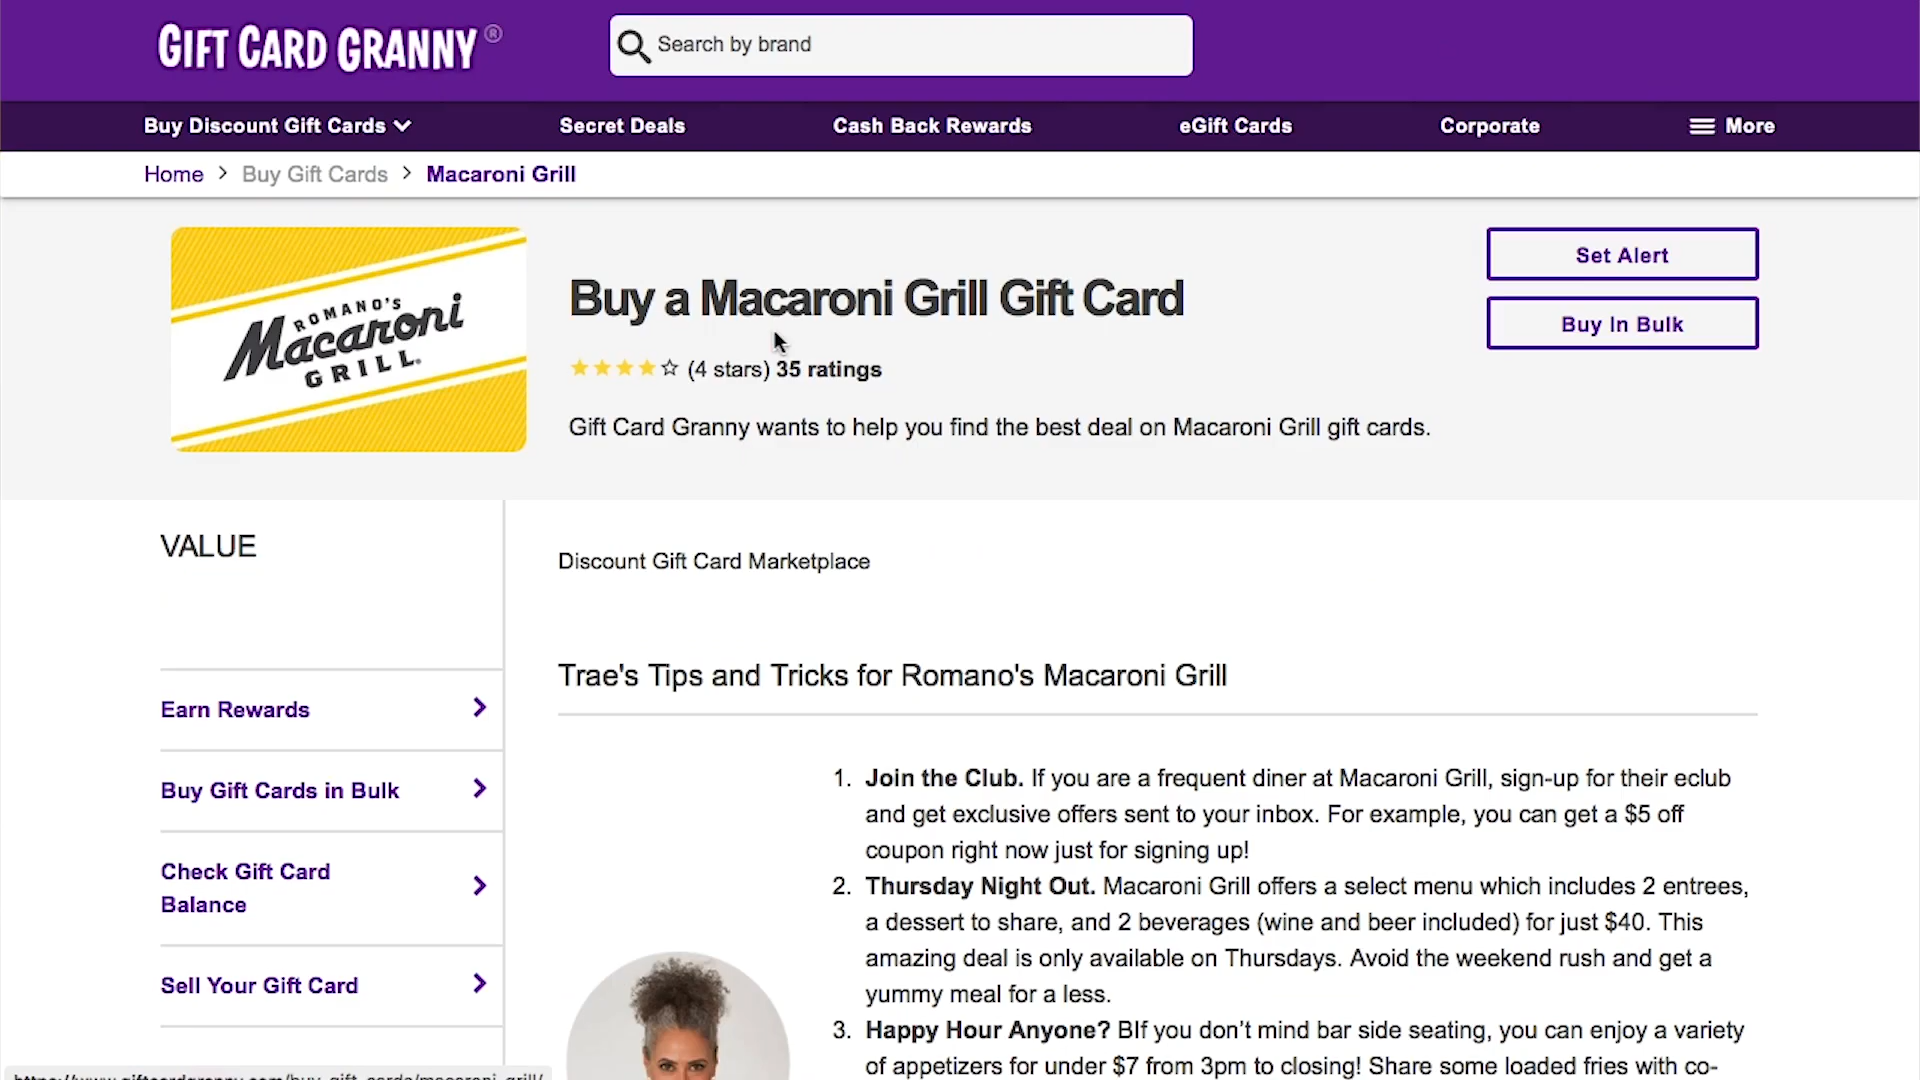 GIFT CARD GRANNY®
Search by brand
Buy Discount Gift Cards
Secret Deals
Cash Back Rewards
eGift Cards
Corporate
More
Home > Buy Gift Cards > Macaroni Grill
ROMANO'S
Macaroni
GRILL.
Buy a Macaroni Grill Gift Card
(4 stars) 35 ratings
Gift Card Granny wants to help you find the best deal on Macaroni Grill gift cards.
Set Alert
Buy In Bulk
VALUE
Earn Rewards
Buy Gift Cards in Bulk
Check Gift Card
Balance
Sell Your Gift Card
Discount Gift Card Marketplace
Trae's Tips and Tricks for Romano's Macaroni Grill
1. Join the Club. If you are a frequent diner at Macaroni Grill, sign-up for their eclub
and get exclusive offers sent to your inbox. For example, you can get a $5 off
coupon right now just for signing up!
2. Thursday Night Out. Macaroni Grill offers a select menu which includes 2 entrees,
a dessert to share, and 2 beverages (wine and beer included) for just $40. This
amazing deal is only available on Thursdays. Avoid the weekend rush and get a
yummy meal for a less.
3. Happy Hour Anyone? BIf you don't mind bar side seating, you can enjoy a variety
of appetizers for under $7 from 3pm to closing! Share some loaded fries with co-
https://www.giftcardgranny.com/buy_gift_cards/macaroni_grill/